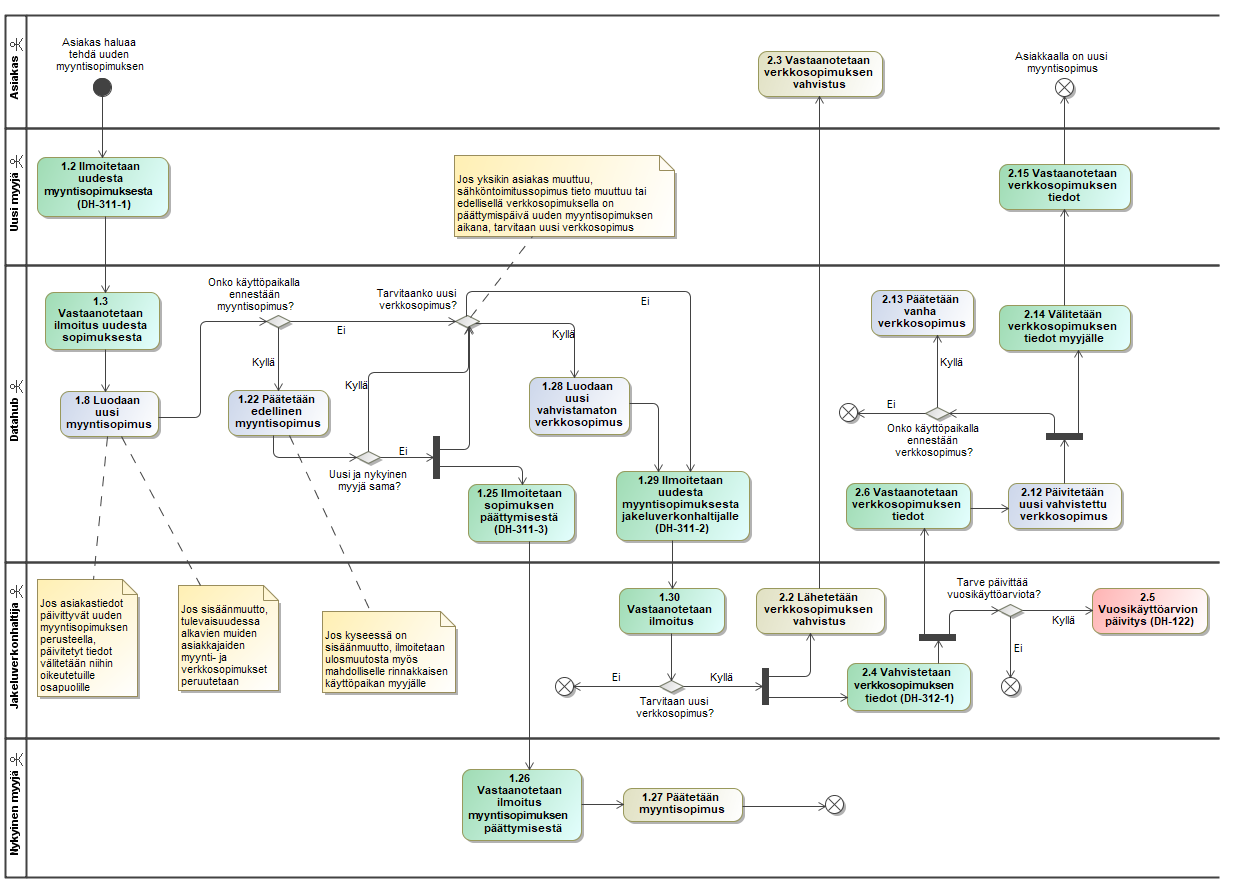 Asiakas
Asiakas haluaa
tehdä uuden
myyntisopimuksen
2.3 Vastaanotetaan
verkkosopimuksen
vahvistus
Asiakkaalla on uusi
myyntisopimus
Uusi myyjä
1.2 Ilmoitetaan
uudesta
myyntisopimuksesta
(DH-311-1)
Jos yksikin asiakas muuttuu,
sähköntoimitussopimus tieto muuttuu tai
edellisellä verkkosopimuksella on
päättymispäivä uuden myyntisopimuksen
aikana, tarvitaan uusi verkkosopimus
2.15 Vastaanotetaan
verkkosopimuksen
tiedot
Datahub
1.3
Vastaanotetaan
ilmoitus uudesta
sopimuksesta
Onko käyttöpaikalla
ennestään
myyntisopimus?
Ei
Kyllä
Tarvitaanko uusi
verkkosopimus?
Ei
Kyllä
2.13 Päätetään
vanha
verkkosopimus
2.14 Välitetään
verkkosopimuksen
tiedot myyjälle
1.8 Luodaan
uusi
myyntisopimus
1.22 Päätetään
edellinen
myyntisopimus
Kyllä
Ei
Uusi ja nykyinen
myyjä sama?
1.28 Luodaan
uusi
vahvistamaton
verkkosopimus
Kyllä
Ei
Onko käyttöpaikalla
ennestään
verkkosopimus?
1.25 Ilmoitetaan
sopimuksen
päättymisestä
(DH-311-3)
1.29 Ilmoitetaan
uudesta
myyntisopimuksesta
jakeluverkonhaltijalle
(DH-311-2)
2.6 Vastaanotetaan
verkkosopimuksen
tiedot
2.12 Päivitetään
uusi vahvistettu
verkkosopimus
Jakeluverkonhaltija
Jos asiakastiedot
päivittyvät uuden
myyntisopimuksen
perusteella,
päivitetyt tiedot
välitetään niihin
oikeutetuille
osapuolille
Jos sisäänmuutto,
tulevaisuudessa
alkavien muiden
asiakkajaiden
myynti- ja
verkkosopimukset
peruutetaan
Jos kyseessä on
sisäänmuutto, ilmoitetaan
ulosmuutosta myös
mahdolliselle rinnakkaisen
käyttöpaikan myyjälle
1.30
Vastaanotetaan
ilmoitus
2.2 Lähetetään
verkkosopimuksen
vahvistus
Tarve päivittää
vuosikäyttöarviota?
Kyllä
Ei
2.5
Vuosikäyttöarvion
päivitys (DH-122)
Ei
Kyllä
Tarvitaan uusi
verkkosopimus?
2.4 Vahvistetaan
verkkosopimuksen
tiedot (DH-312-1)
Nykyinen myyjä
1.26
Vastaanotetaan
ilmoitus
myyntisopimuksen
päättymisestä
1.27 Päätetään
myyntisopimus